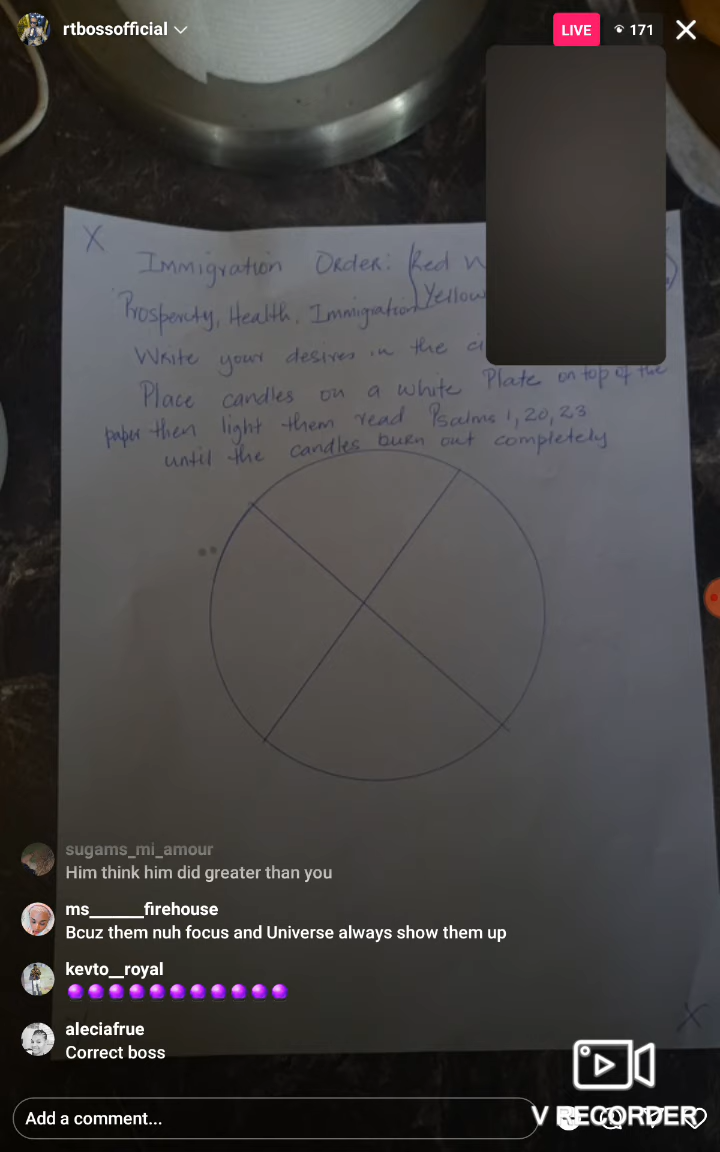 rtbossofficial
LIVE
171
X
Immigration Order: (Red
Prosperity, Health, Immigration Yellow
Write your desires in the
Place candles on a white Plate on top of the
paper then light them read Psalms 1, 20, 23
until the candles burn out completely
X
sugams_mi_amour
Him think him did greater than you
ms______firehouse
Bcuz them nuh focus and Universe always show them up
kevto__royal
aleciafrue
Correct boss
Add a comment...
V RECORDER